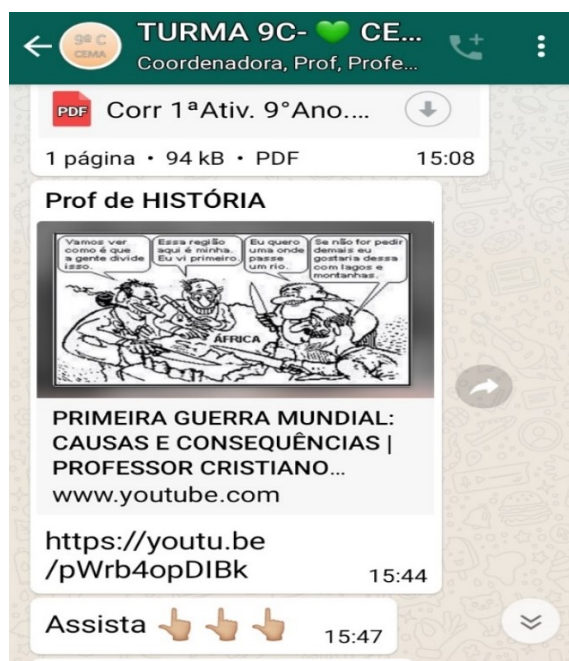 9ª C
CEMA
TURMA 9C- 💚 CE...
Coordenadora, Prof, Profe...
PDF Corr 1ªAtiv. 9°Ano....
1 página • 94 kB • PDF 15:08
Prof de HISTÓRIA
Vamos ver
como é que
a gente divide
isso.
Essa região
aqui é minha.
Eu vi primeiro.
Eu quero
uma onde
passe
um rio.
Se não for pedir
demais eu
gostaria dessa
com lagos e
montanhas.
ÁFRICA
PRIMEIRA GUERRA MUNDIAL:
CAUSAS E CONSEQUÊNCIAS |
PROFESSOR CRISTIANO...
www.youtube.com
https://youtu.be
/pWrb4opDIBk 15:44
Assista 👆🏼 👆🏼 👆🏼 15:47